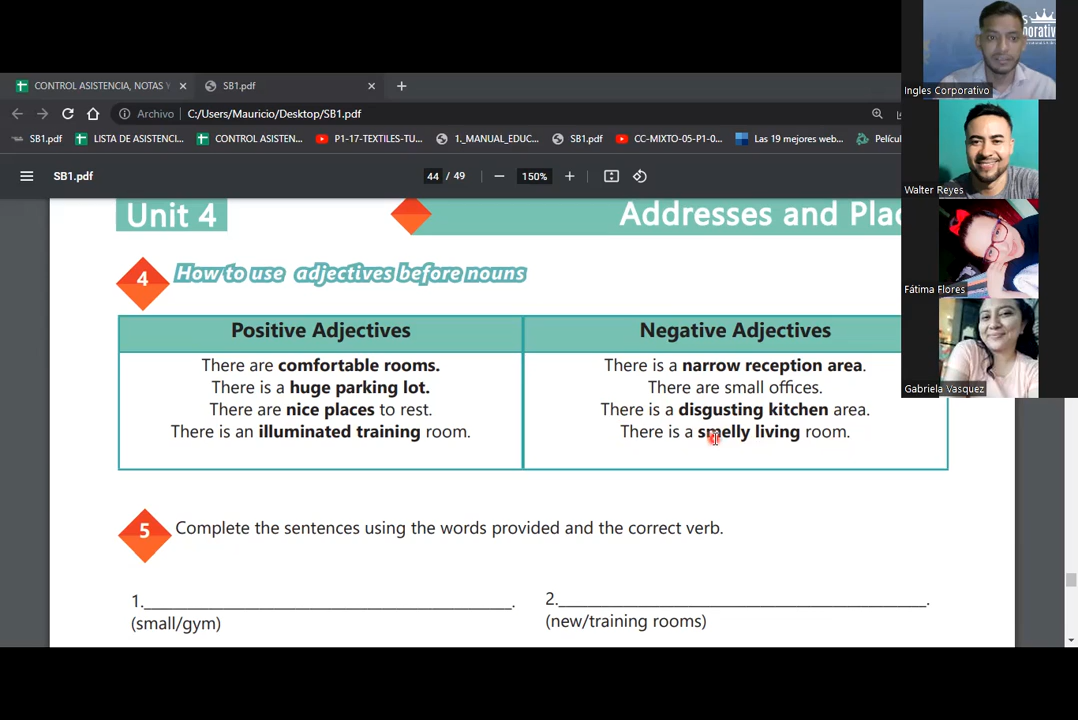 CONTROL ASISTENCIA, NOTAS Y
SB1.pdf
Archivo
C:/Users/Mauricio/Desktop/SB1.pdf
SB1.pdf
LISTA DE ASISTENCI...
CONTROL ASISTEN...
P1-17-TEXTILES-TU...
1._MANUAL_EDUC...
SB1.pdf
CC-MIXTO-05-P1-0...
Las 19 mejores web...
Películ
SB1.pdf
44 / 49
150%
Unit 4
Addresses and Plac
4
How to use adjectives before nouns
Positive Adjectives
Negative Adjectives
There are comfortable rooms.
There is a huge parking lot.
There are nice places to rest.
There is an illuminated training room.
There is a narrow reception area.
There are small offices.
There is a disgusting kitchen area.
There is a smelly living room.
5
Complete the sentences using the words provided and the correct verb.
1.________________________________________.
(small/gym)
2.________________________________________.
(new/training rooms)
Ingles Corporativo
Walter Reyes
Fátima Flores
Gabriela Vasquez